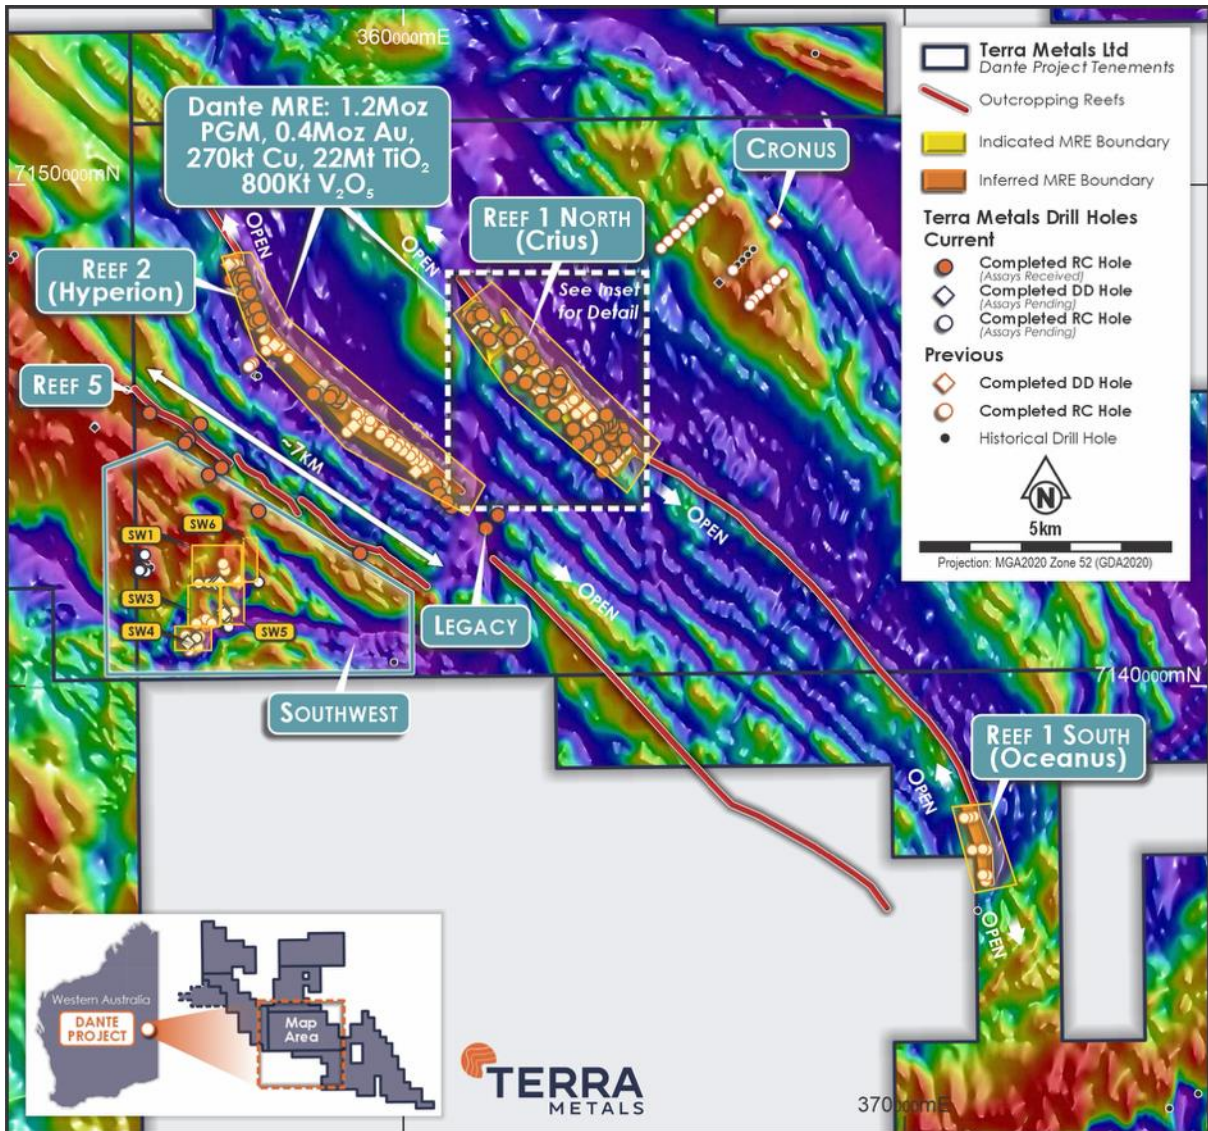 360000mE
Dante MRE: 1.2Moz
PGM, 0.4Moz Au,
270kt Cu, 22Mt TiO2
800Kt V2O5
7150000mN
OPEN
OPEN
REEF 1 NORTH
(Crius)
CRONUS
REEF 2
(Hyperion)
See Inset
for Detail
REEF 5
~7KM
OPEN
OPEN
SW1
SW6
SW3
SW4
SW5
LEGACY
SOUTHWEST
7140000mN
REEF 1 SOUTH
(Oceanus)
OPEN
OPEN
370000mE
Terra Metals Ltd
Dante Project Tenements
Outcropping Reefs
Indicated MRE Boundary
Inferred MRE Boundary
Terra Metals Drill Holes
Current
Completed RC Hole
(Assays Received)
Completed DD Hole
(Assays Pending)
Completed RC Hole
(Assays Pending)
Previous
Completed DD Hole
Completed RC Hole
Historical Drill Hole
N
5km
Projection: MGA2020 Zone 52 (GDA2020)
Western Australia
DANTE
PROJECT
Map
Area
TERRA
METALS